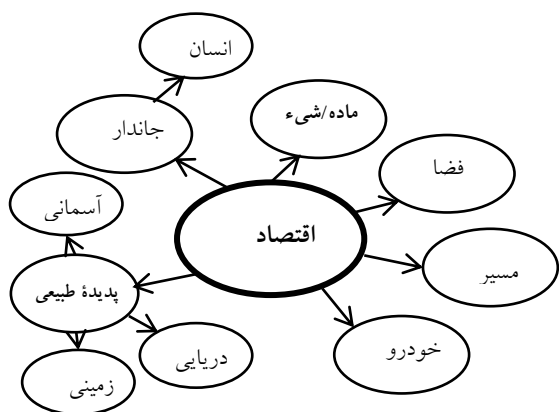 انسان
ماده/شیء
جاندار
فضا
آسمانی
اقتصاد
مسیر
پدیدۀ طبیعی
دریایی
خودرو
زمینی